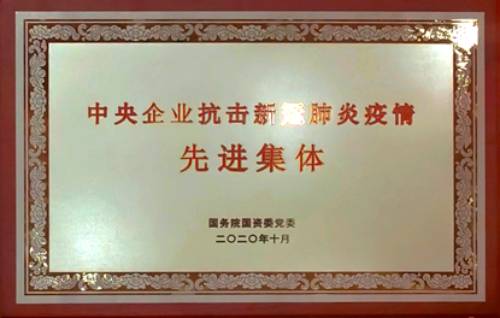 中央企业抗击新冠肺炎疫情
先进集体
国务院国资委党委
二〇二〇年十月